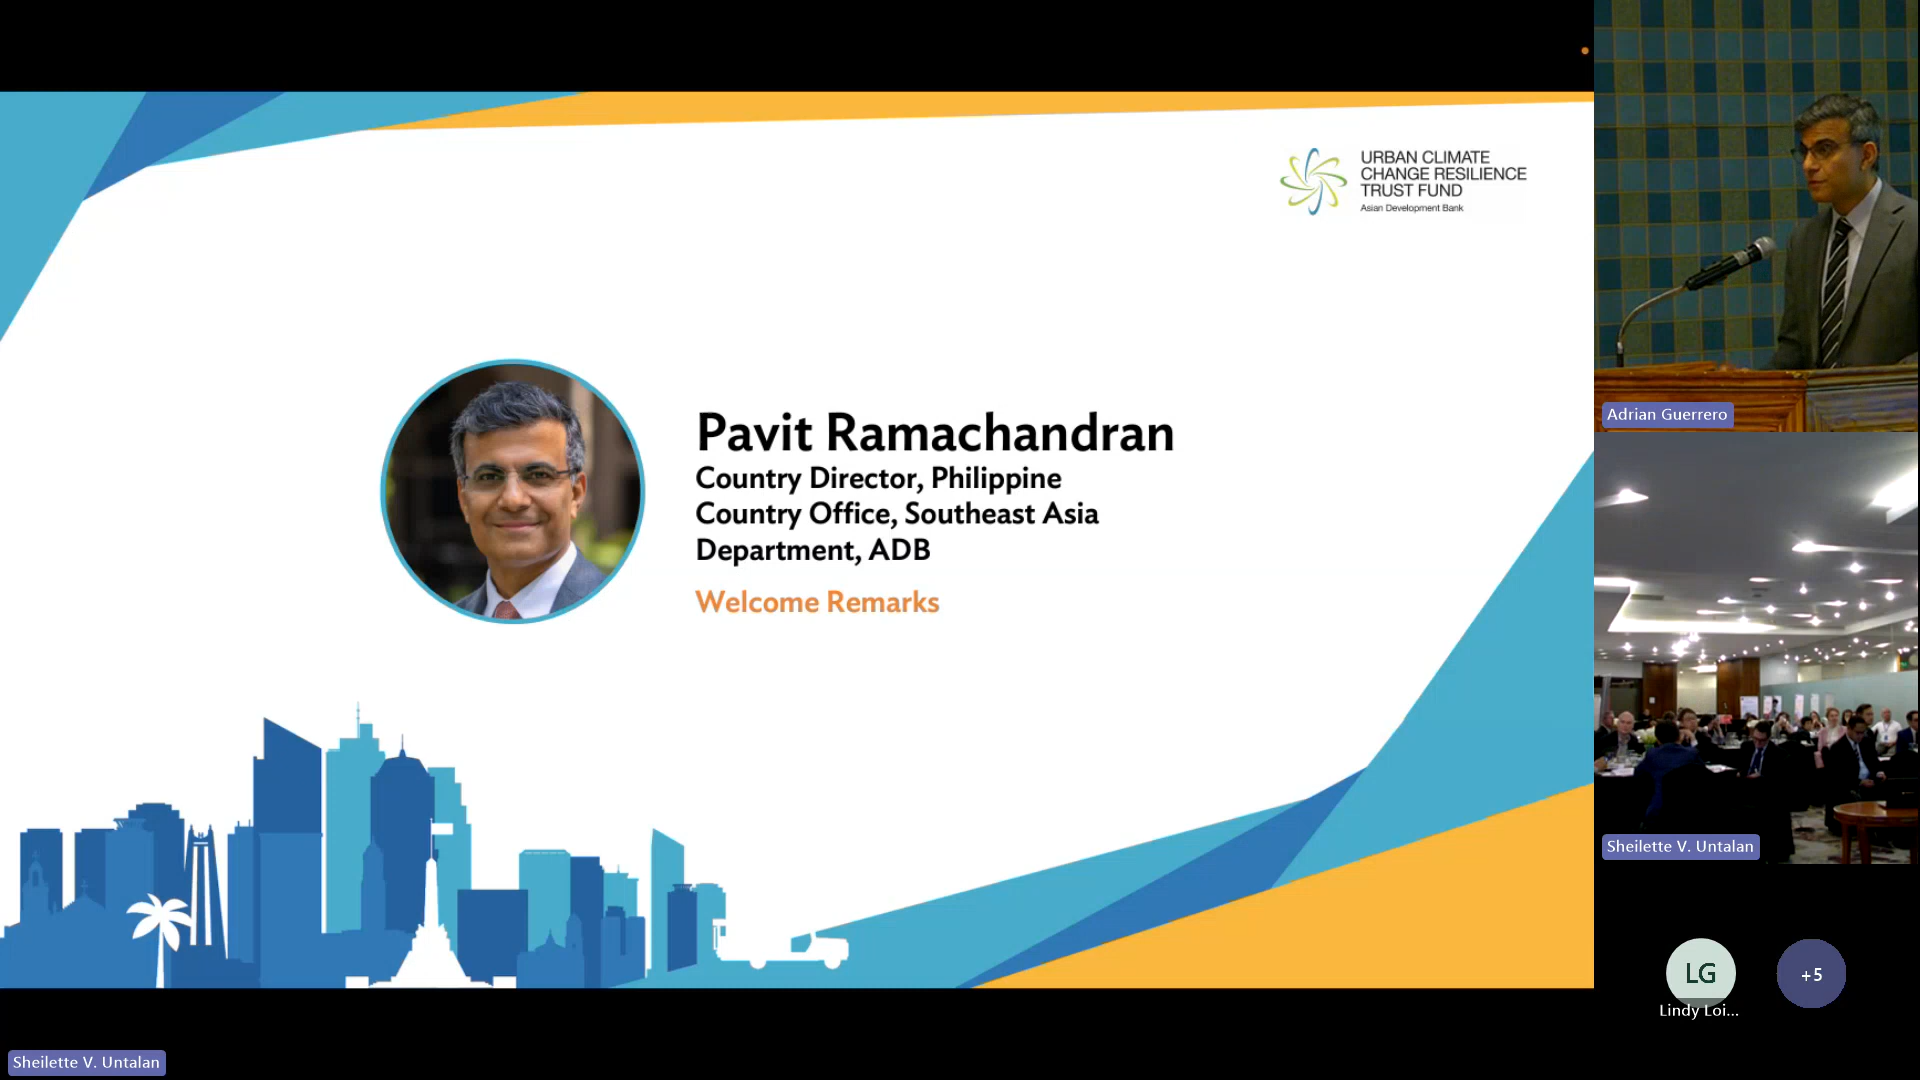 URBAN CLIMATE
CHANGE RESILIENCE
TRUST FUND
Asian Development Bank
Pavit Ramachandran
Country Director, Philippine
Country Office, Southeast Asia
Department, ADB
Welcome Remarks
Adrian Guerrero
Sheilette V. Untalan
LG
+5
Lindy Loi...
Sheilette V. Untalan